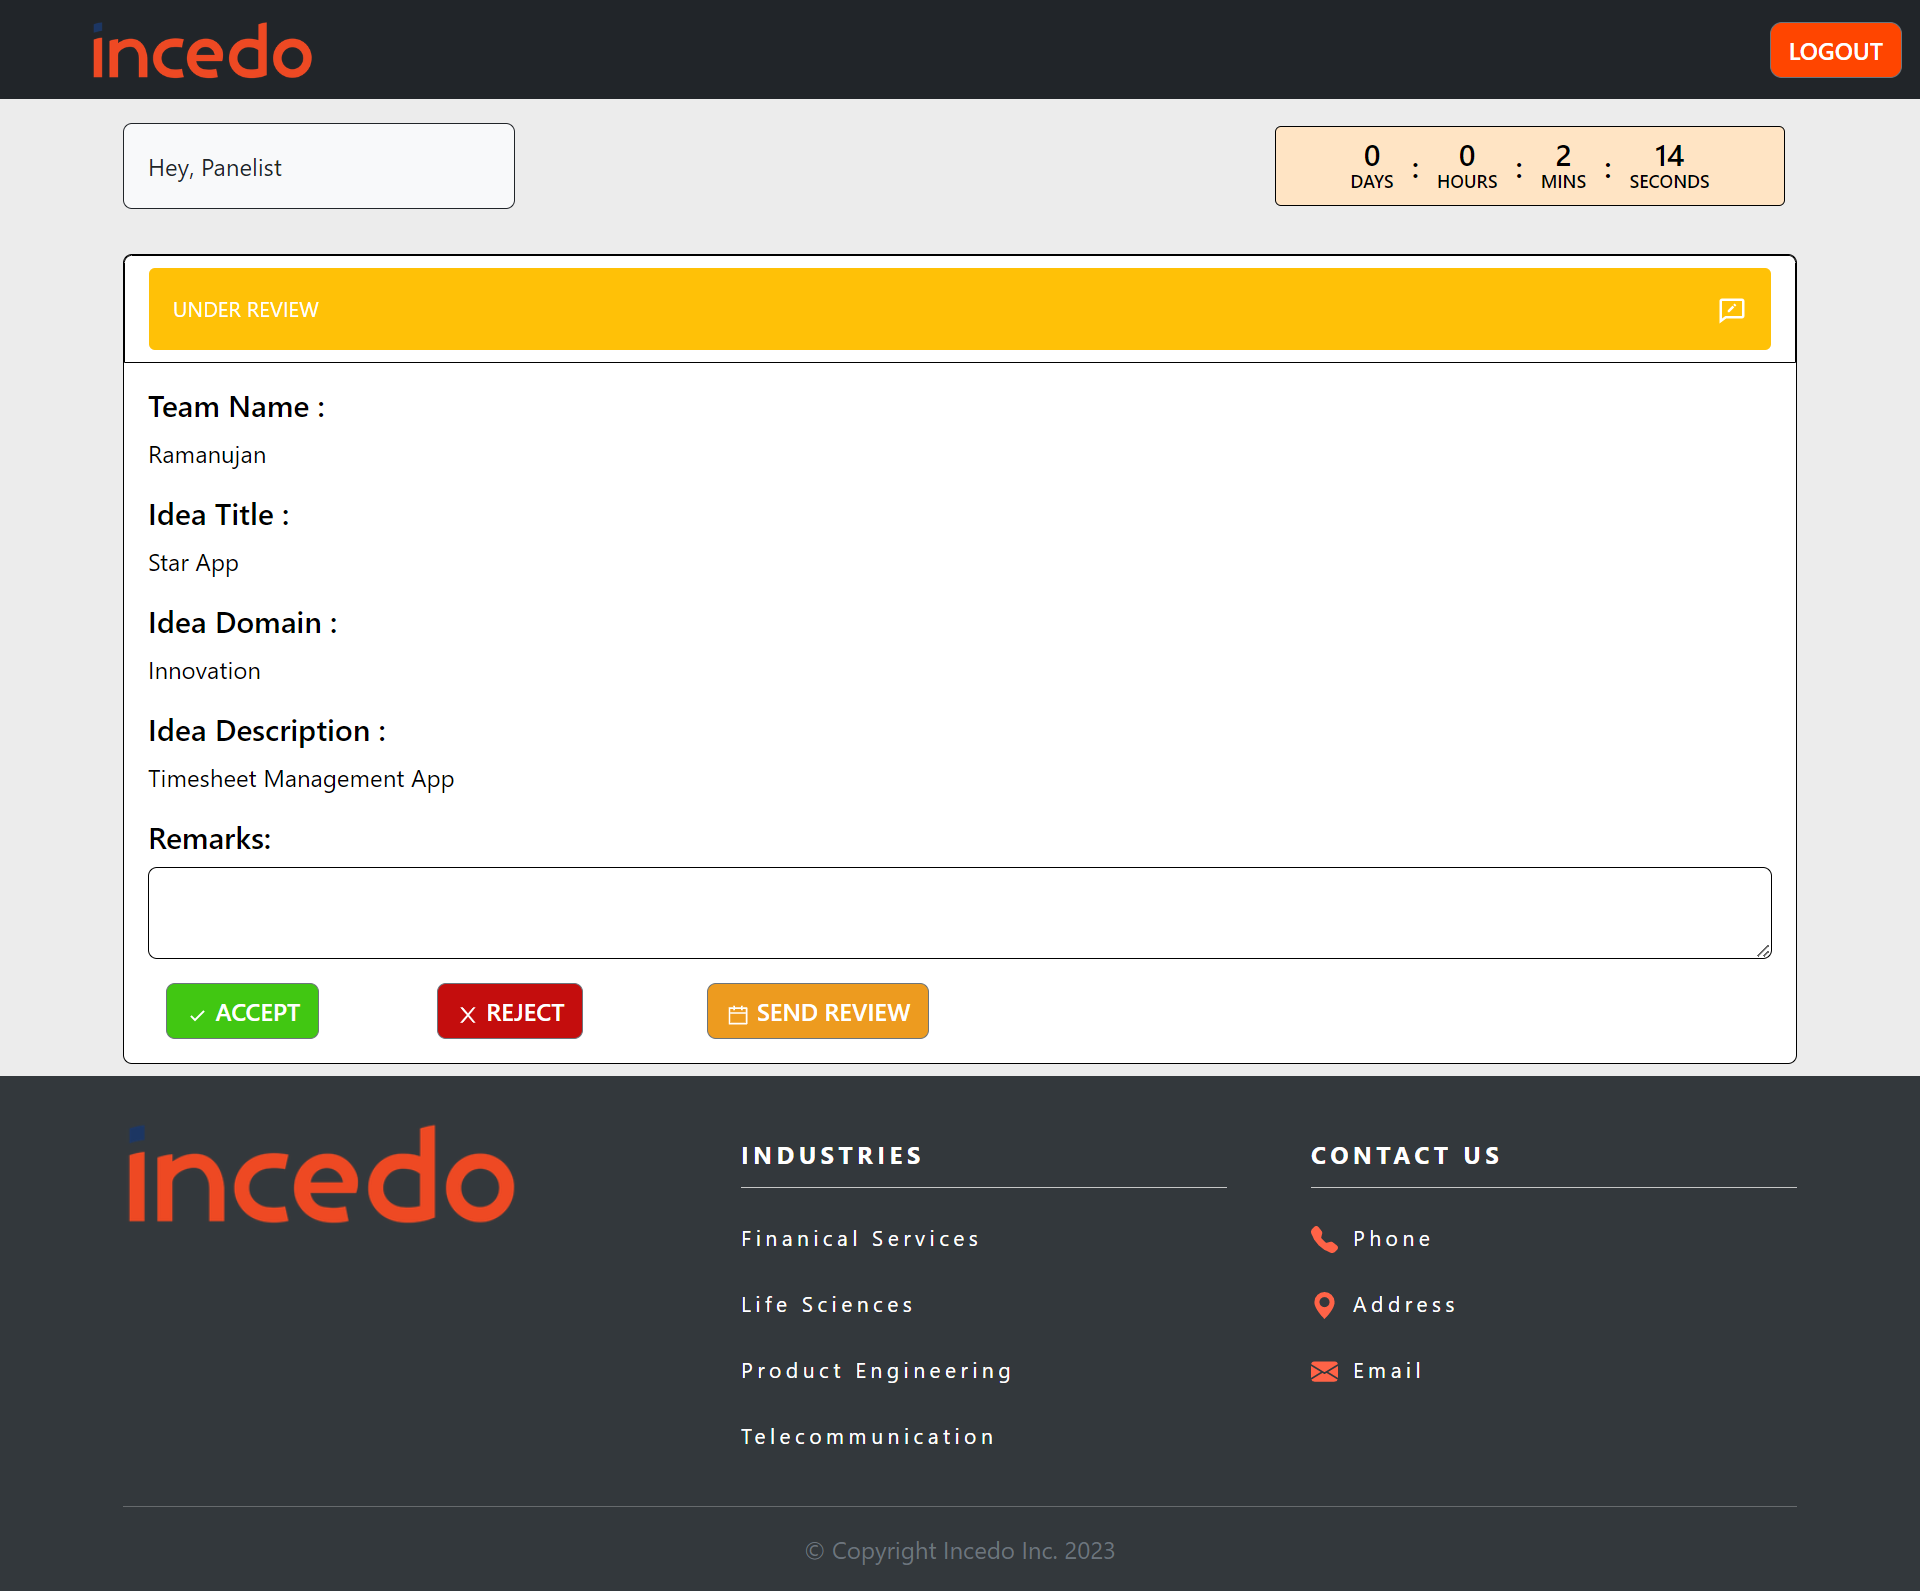 incedo
LOGOUT
Hey, Panelist
0 : 0 : 2 : 14
DAYS HOURS MINS SECONDS
UNDER REVIEW
Team Name :
Ramanujan
Idea Title :
Star App
Idea Domain :
Innovation
Idea Description :
Timesheet Management App
Remarks:
ACCEPT
REJECT
SEND REVIEW
incedo
INDUSTRIES
Finanical Services
Life Sciences
Product Engineering
Telecommunication
CONTACT US
Phone
Address
Email
© Copyright Incedo Inc. 2023